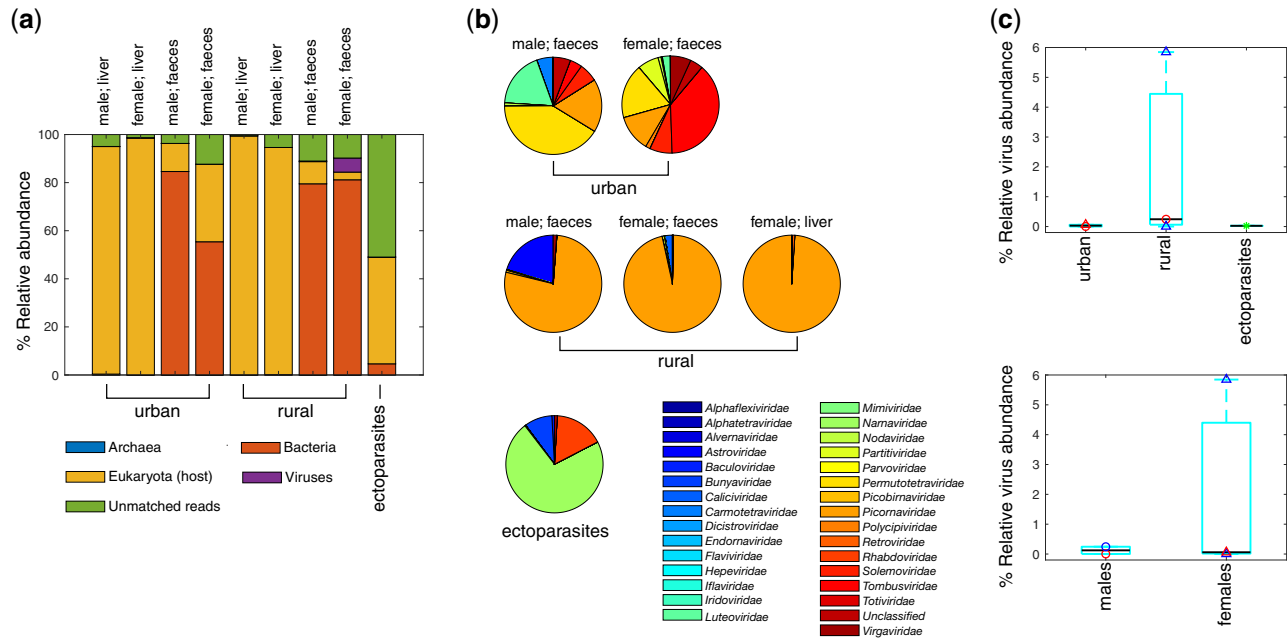 (a)
male; liver
female; liver
male; faeces
female; faeces
male; liver
female; liver
male; faeces
female; faeces
% Relative abundance
100
80
60
40
20
0
urban
rural
ectoparasites
Archaea
Bacteria
Eukaryota (host)
Viruses
Unmatched reads
(b)
male; faeces
female; faeces
urban
male; faeces
female; faeces
female; liver
rural
ectoparasites
Alphaflexiviridae
Alphatetraviridae
Alvernaviridae
Astroviridae
Baculoviridae
Bunyaviridae
Caliciviridae
Carmotetraviridae
Dicistroviridae
Endornaviridae
Flaviviridae
Hepeviridae
Iflaviridae
Iridoviridae
Luteoviridae
Mimiviridae
Narnaviridae
Nodaviridae
Partitiviridae
Parvoviridae
Permutotetraviridae
Picobirnaviridae
Picornaviridae
Polycipiviridae
Retroviridae
Rhabdoviridae
Solemoviridae
Tombusviridae
Totiviridae
Unclassified
Virgaviridae
(c)
% Relative virus abundance
6
5
4
3
2
1
0
urban
rural
ectoparasites
% Relative virus abundance
6
5
4
3
2
1
0
males
females